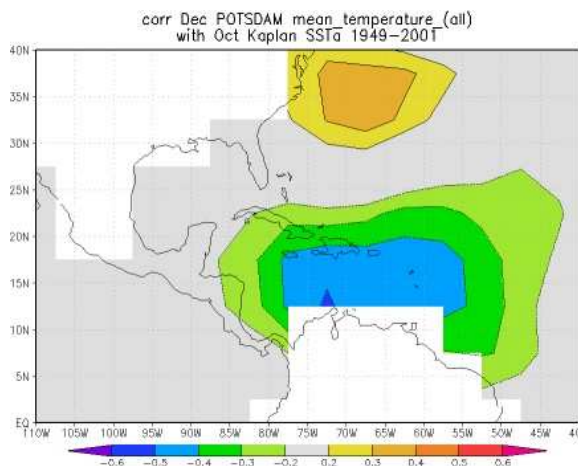 corr Dec POTSDAM mean_temperature_(all)
with Oct Kaplan SSTa 1949-2001
40N
35N
30N
25N
20N
15N
10N
5N
EQ
110W 105W 100W 95W 90W 85W 80W 75W 70W 65W 60W 55W 50W 45W 40W
-0.6 -0.5 -0.4 -0.3 -0.2 0.2 0.3 0.4 0.5 0.6